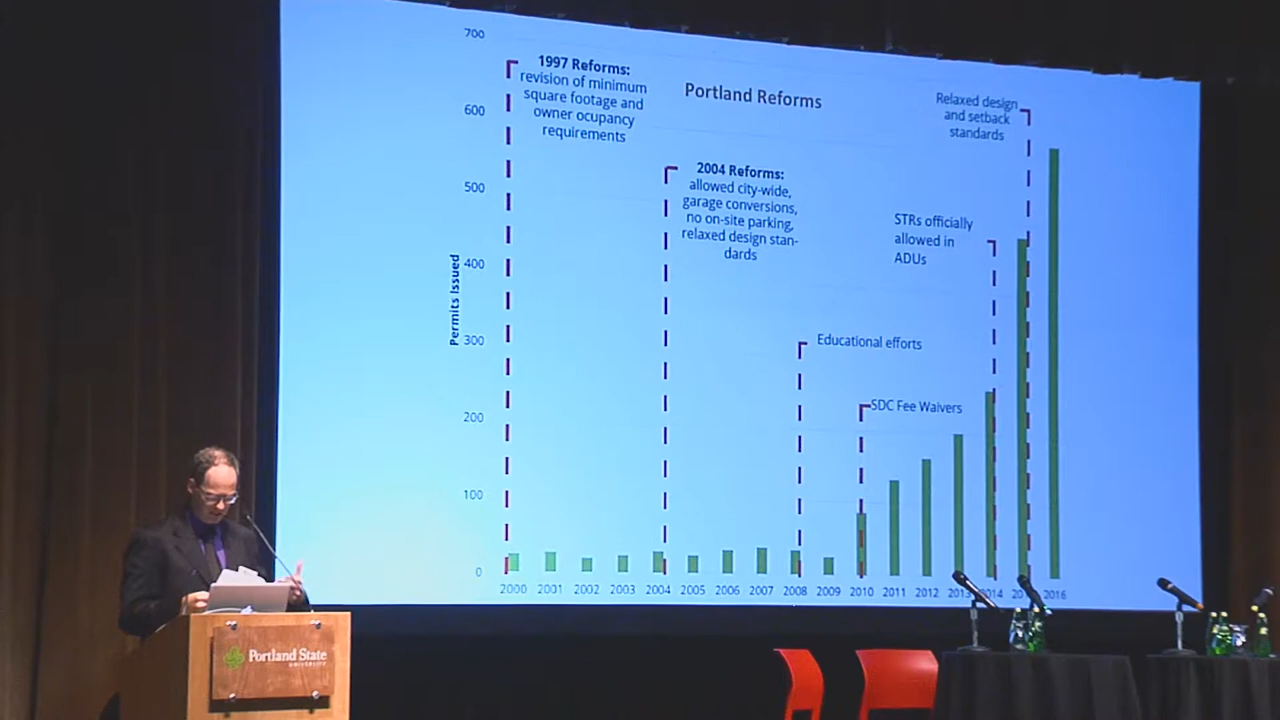 Portland Reforms
700
600
500
400
300
200
100
0
Permits Issued
1997 Reforms:
revision of minimum
square footage and
owner ocupancy
requirements
2004 Reforms:
allowed city-wide,
garage conversions,
no on-site parking,
relaxed design stan-
dards
Educational efforts
SDC Fee Waivers
STRs officially
allowed in
ADUs
Relaxed design
and setback
standards
2000 2001 2002 2003 2004 2005 2006 2007 2008 2009 2010 2011 2012 2013 2014 2016
Portland State
UNIVERSITY